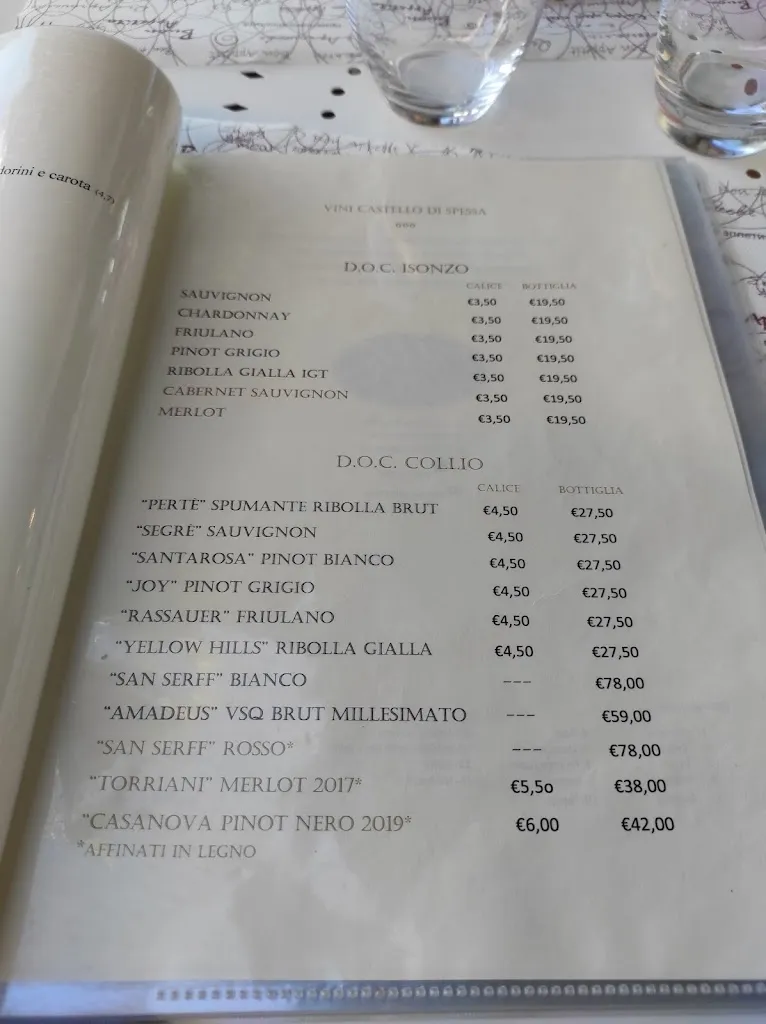 dorini e carota (4,7)
VINI CASTELLO DI SPESSA
D.O.C. ISONZO
CALICE BOTTIGLIA
SAUVIGNON €3,50 €19,50
CHARDONNAY €3,50 €19,50
FRIULANO €3,50 €19,50
PINOT GRIGIO €3,50 €19,50
RIBOLLA GIALLA IGT €3,50 €19,50
CABERNET SAUVIGNON €3,50 €19,50
MERLOT €3,50 €19,50
D.O.C. COLLIO
CALICE BOTTIGLIA
"PERTÈ" SPUMANTE RIBOLLA BRUT €4,50 €27,50
"SEGRÈ" SAUVIGNON €4,50 €27,50
"SANTAROSA" PINOT BIANCO €4,50 €27,50
"JOY" PINOT GRIGIO €4,50 €27,50
"RASSAUER" FRIULANO €4,50 €27,50
"YELLOW HILLS" RIBOLLA GIALLA €4,50 €27,50
"SAN SERFF" BIANCO --- €78,00
"AMADEUS" VSQ BRUT MILLESIMATO --- €59,00
"SAN SERFF" ROSSO* --- €78,00
"TORRIANI" MERLOT 2017* €5,50 €38,00
"CASANOVA PINOT NERO 2019* €6,00 €42,00
*AFFINATI IN LEGNO